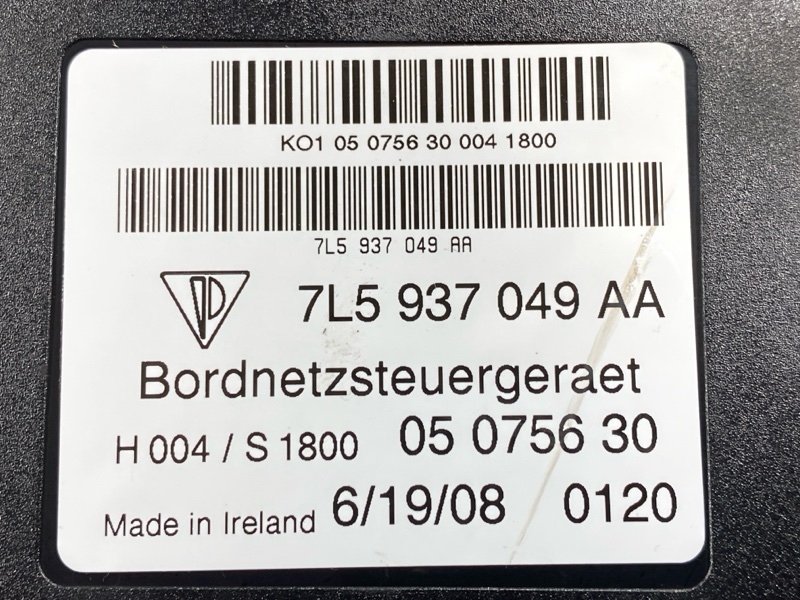 KO1 05 0756 30 004 1800
7L5 937 049 AA
7L5 937 049 AA
Bordnetzsteuergeraet
H 004 / S 1800 05 0756 30
Made in Ireland 6/19/08 0120